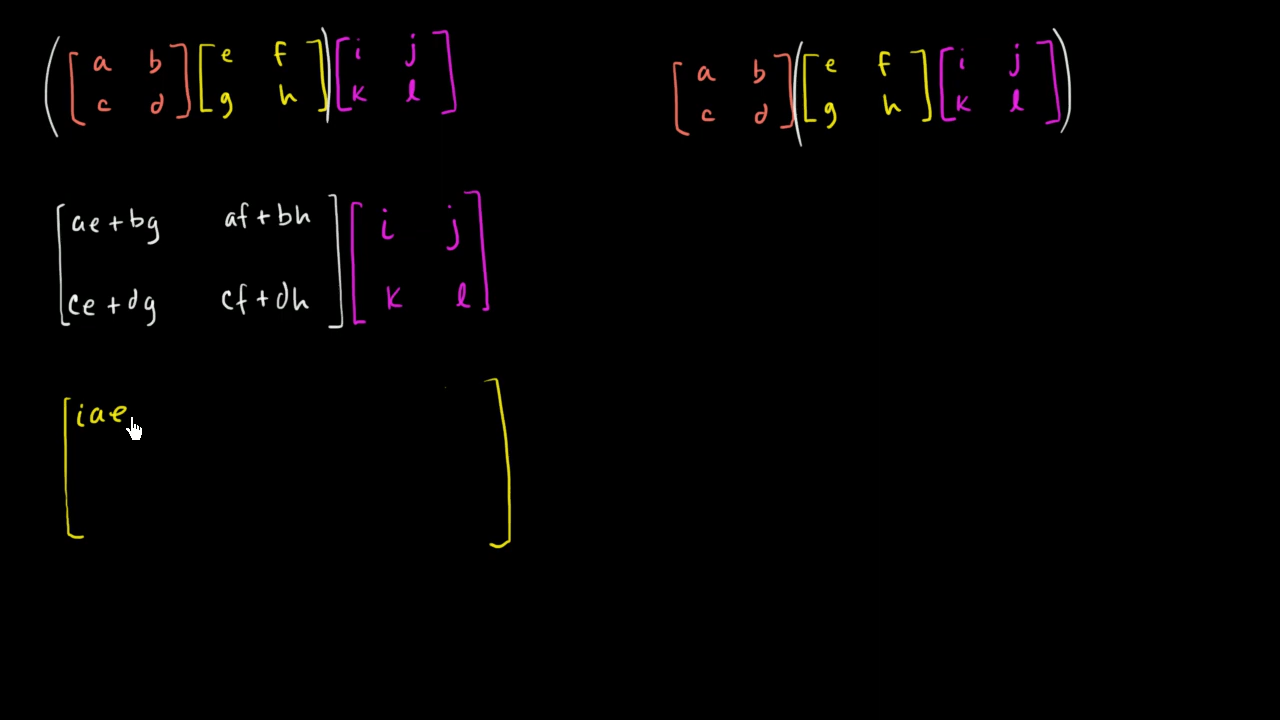 ([a b] [e f]) [i j]
[c d] [g h] [k l]
[a b] ([e f] [i j])
[c d] [g h] [k l]
[ae+bg af+bh] [i j]
[ce+dg cf+dh] [k l]
[iae ]